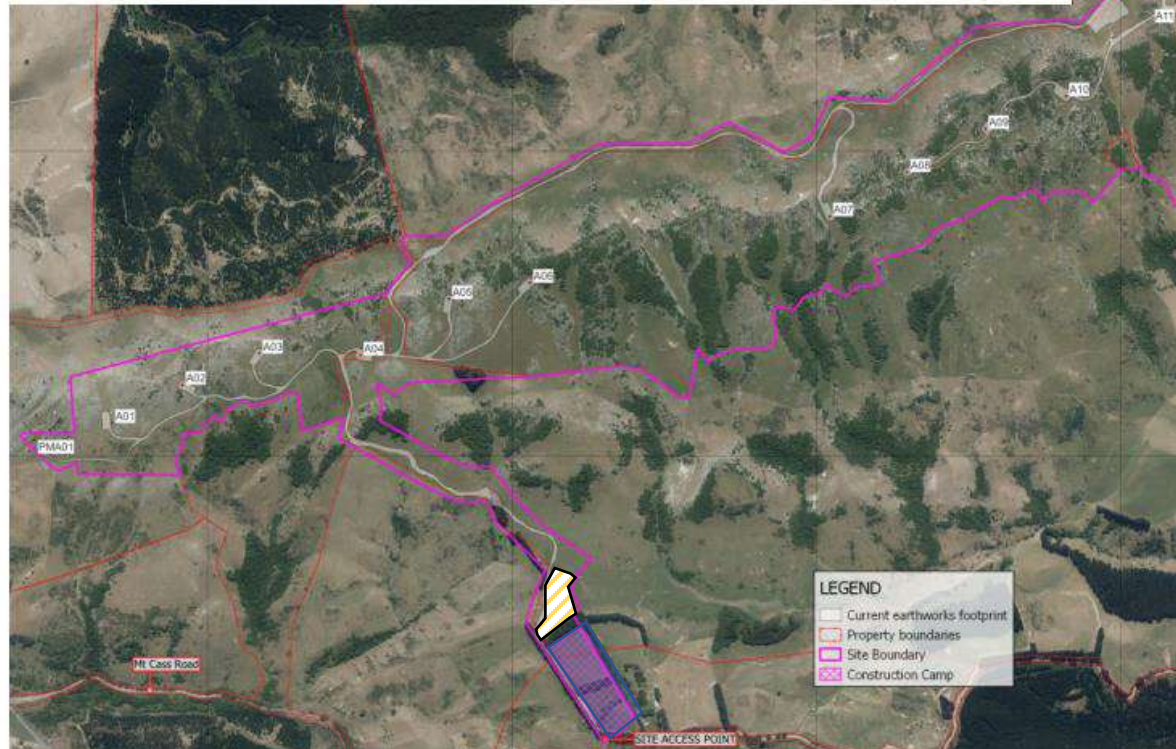 A11
A10
A09
A08
A07
A06
A05
A04
A03
A02
A01
PMA01
Mt Cass Road
SITE ACCESS POINT
LEGEND
Current earthworks footprint
Property boundaries
Site Boundary
Construction Camp